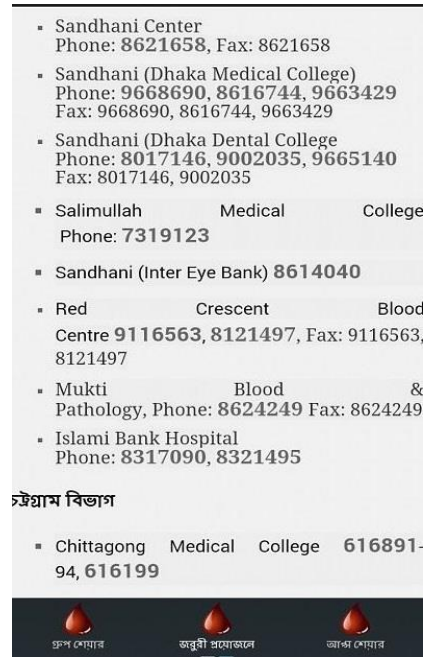 Sandhani Center
Phone: 8621658, Fax: 8621658
Sandhani (Dhaka Medical College)
Phone: 9668690, 8616744, 9663429
Fax: 9668690, 8616744, 9663429
Sandhani (Dhaka Dental College
Phone: 8017146, 9002035, 9665140
Fax: 8017146, 9002035
Salimullah Medical College
Phone: 7319123
Sandhani (Inter Eye Bank) 8614040
Red Crescent Blood
Centre 9116563, 8121497, Fax: 9116563,
8121497
Mukti Blood &
Pathology, Phone: 8624249 Fax: 8624249
Islami Bank Hospital
Phone: 8317090, 8321495
চট্টগ্রাম বিভাগ
Chittagong Medical College 616891-
94, 616199
গ্রুপ শেয়ার জরুরী প্রয়োজনে শেয়ার